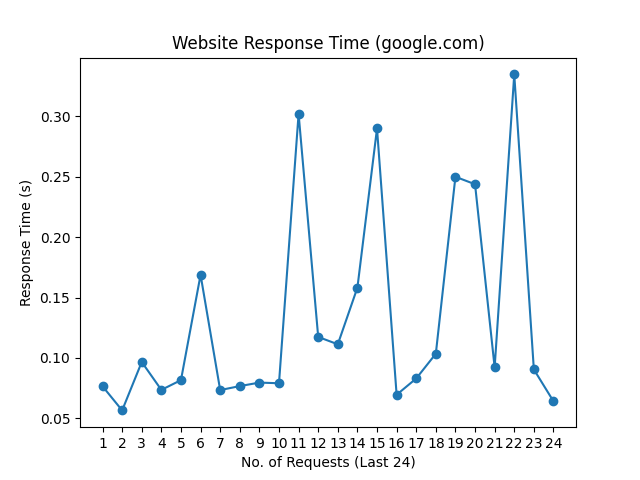 Website Response Time (google.com)
Response Time (s)
0.30
0.25
0.20
0.15
0.10
0.05
1 2 3 4 5 6 7 8 9 10 11 12 13 14 15 16 17 18 19 20 21 22 23 24
No. of Requests (Last 24)